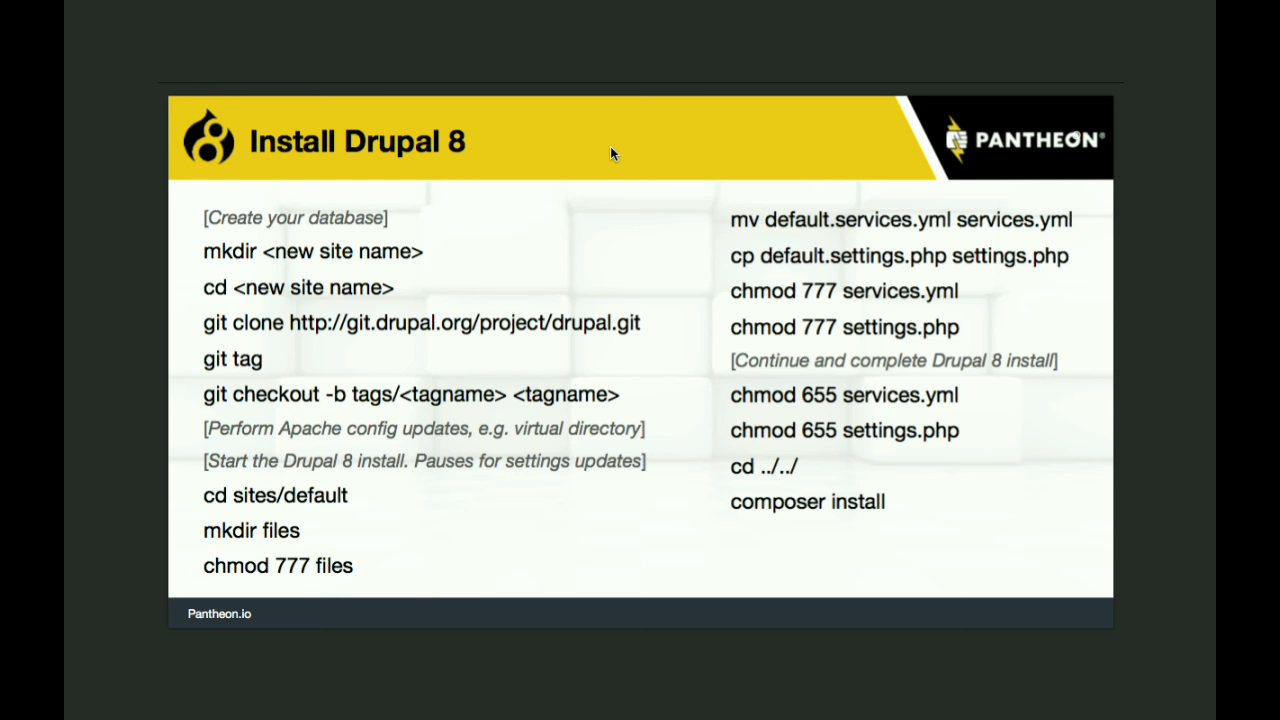 Install Drupal 8
PANTHEON®
[Create your database]
mkdir <new site name>
cd <new site name>
git clone http://git.drupal.org/project/drupal.git
git tag
git checkout -b tags/<tagname> <tagname>
[Perform Apache config updates, e.g. virtual directory]
[Start the Drupal 8 install. Pauses for settings updates]
cd sites/default
mkdir files
chmod 777 files
mv default.services.yml services.yml
cp default.settings.php settings.php
chmod 777 services.yml
chmod 777 settings.php
[Continue and complete Drupal 8 install]
chmod 655 services.yml
chmod 655 settings.php
cd ../../
composer install
Pantheon.io